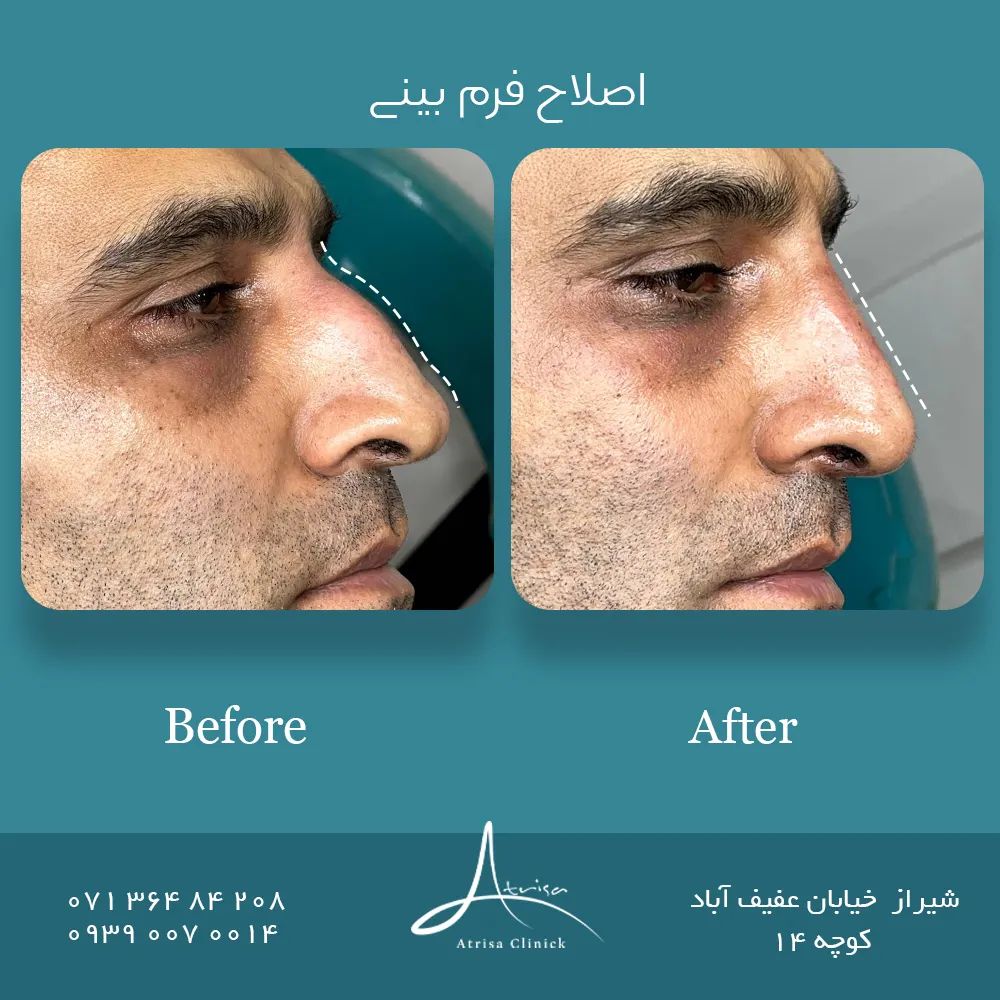 اصلاح فرم بینی
Before
After
۰۷۱ ۳۶۴ ۸۴ ۲۰۸
۰۹۳۹ ۰۰۷ ۰۰۱۴
Atrisa
Atrisa Clinick
شیراز خیابان عفیف آباد
کوچه ۱۴